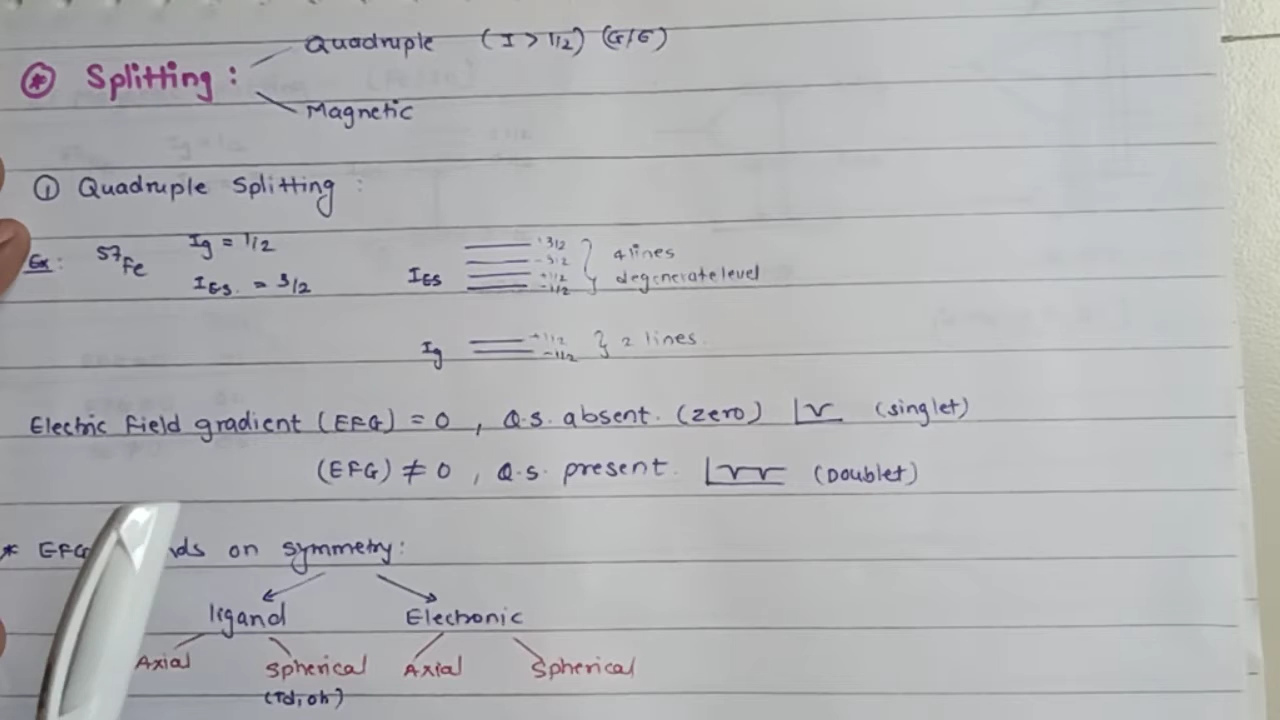 Quadruple (I > 1/2) (G/E)
⊛ Splitting :
Magnetic
① Quadruple Splitting :
Ex : 57Fe Ig = 1/2
IES. = 3/2
IES +3/2 -3/2 +1/2 -1/2 } 4 lines degenerate level
Ig +1/2 -1/2 } 2 lines.
Electric Field gradient (EFG) = 0 , Q.S. absent. (zero) (singlet)
(EFG) ≠ 0 , Q.S. present. (Doublet)
* EFG on symmetry :
ligand Electronic
Axial Spherical Axial Spherical
(Td, oh)